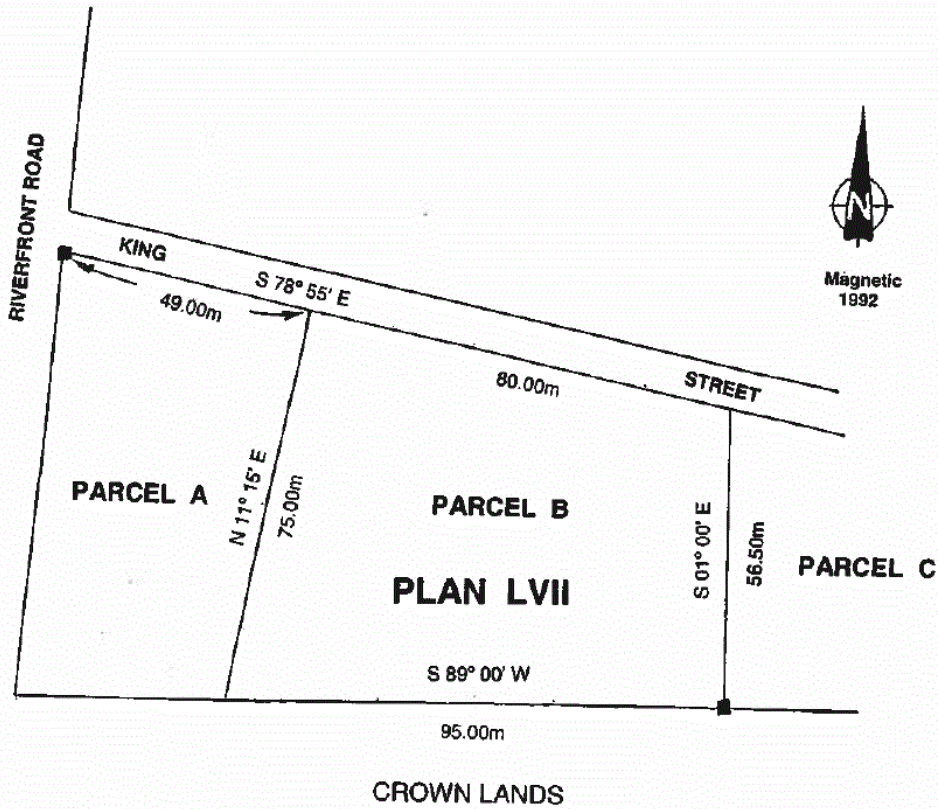 RIVERFRONT ROAD
KING
S 78° 55' E
49.00m
80.00m
STREET
N
Magnetic
1992
PARCEL A
N 11° 15' E
75.00m
PARCEL B
PLAN LVII
S 01° 00' E
56.50m
PARCEL C
S 89° 00' W
95.00m
CROWN LANDS